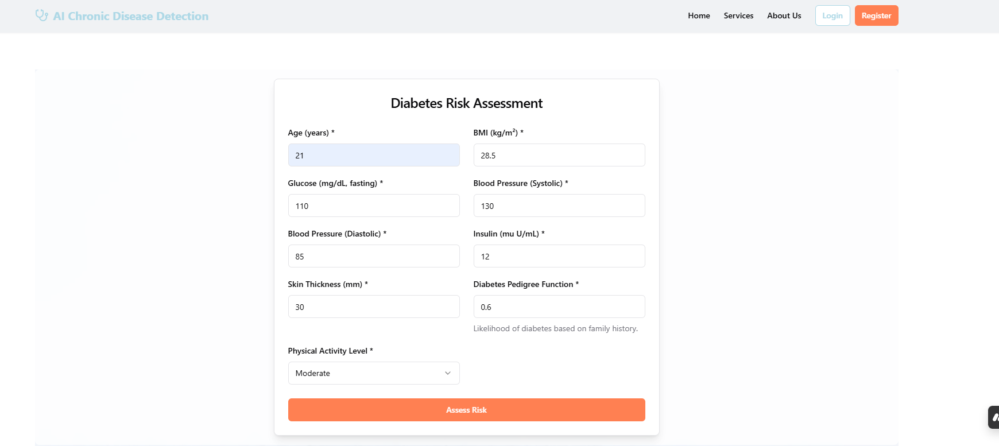 AI Chronic Disease Detection
Home Services About Us Login Register
Diabetes Risk Assessment
Age (years) * BMI (kg/m²) *
21 28.5
Glucose (mg/dL, fasting) * Blood Pressure (Systolic) *
110 130
Blood Pressure (Diastolic) * Insulin (mu U/mL) *
85 12
Skin Thickness (mm) * Diabetes Pedigree Function *
30 0.6
Likelihood of diabetes based on family history.
Physical Activity Level *
Moderate
Assess Risk